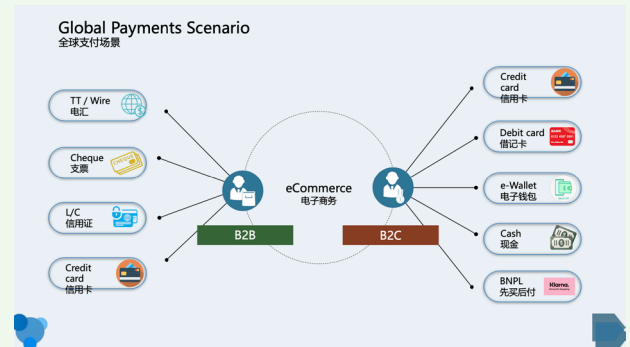 Global Payments Scenario
全球支付场景
TT / Wire
电汇
Cheque
支票
CHEQUE
L/C
信用证
Credit
card
信用卡
eCommerce
电子商务
B2B
B2C
Credit
card
信用卡
Debit card
借记卡
e-Wallet
电子钱包
Cash
现金
BNPL
先买后付
Klarna.